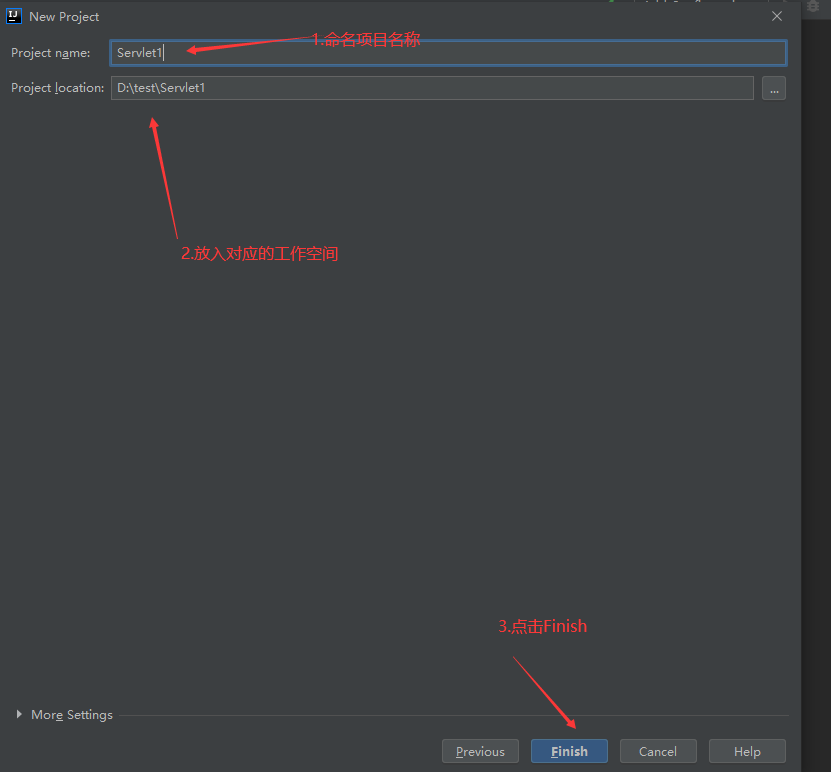 New Project
Project name: Servlet1 1.命名项目名称
Project location: D:\test\Servlet1 ...
2.放入对应的工作空间
3.点击Finish
More Settings
Previous Finish Cancel Help